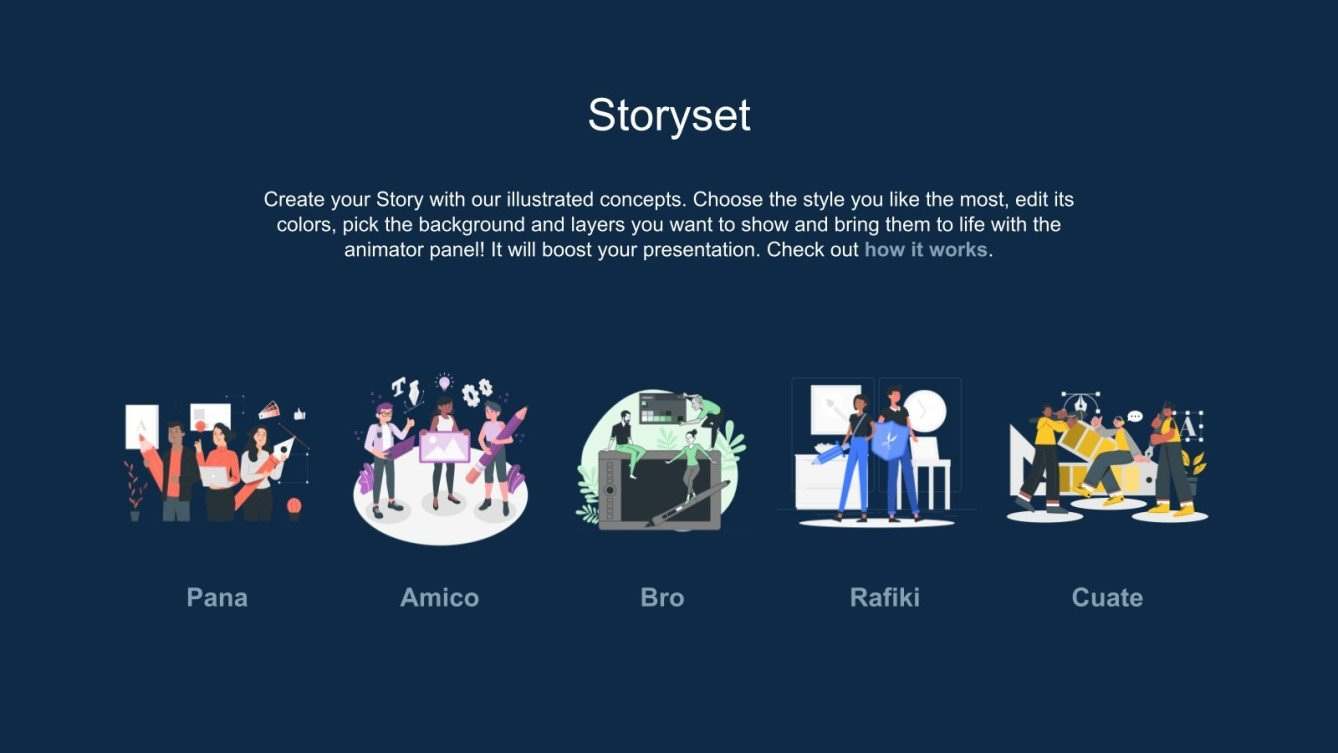 Storyset
Create your Story with our illustrated concepts. Choose the style you like the most, edit its
colors, pick the background and layers you want to show and bring them to life with the
animator panel! It will boost your presentation. Check out how it works.
A
T
A
Pana
Amico
Bro
Rafiki
Cuate